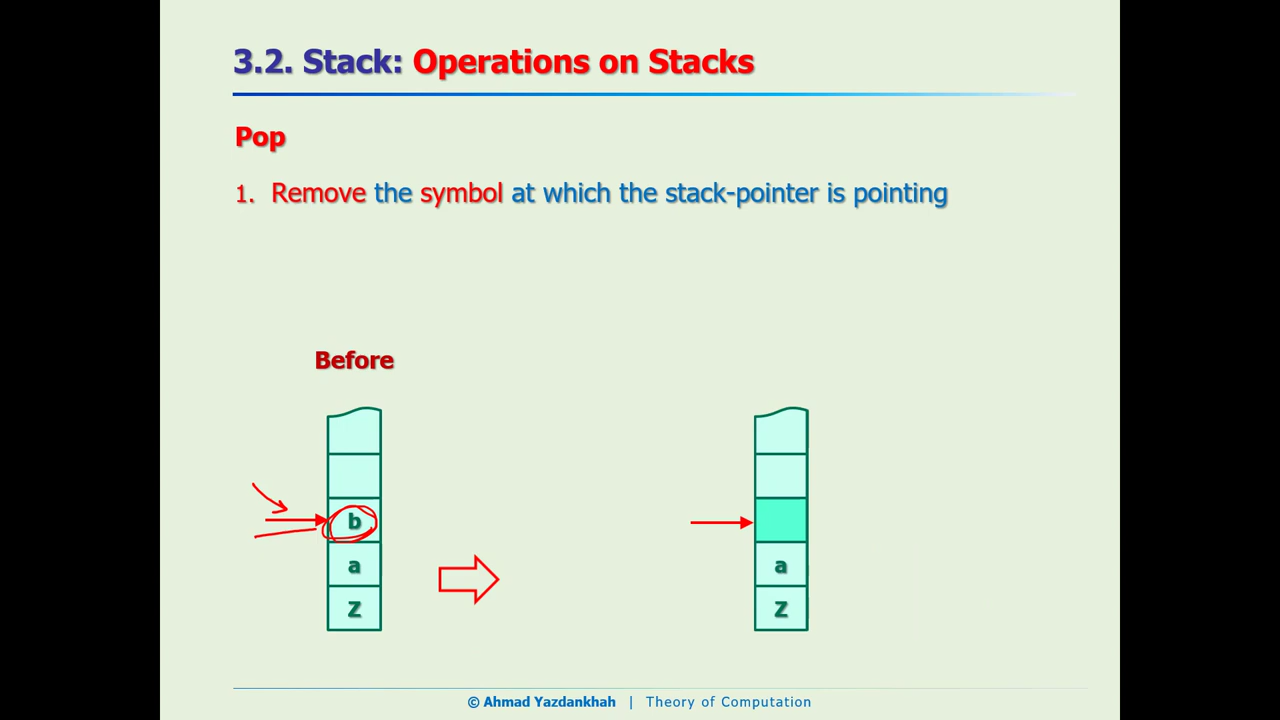 3.2. Stack: Operations on Stacks
Pop
1. Remove the symbol at which the stack-pointer is pointing
Before
b
a
Z
a
Z
© Ahmad Yazdankhah | Theory of Computation